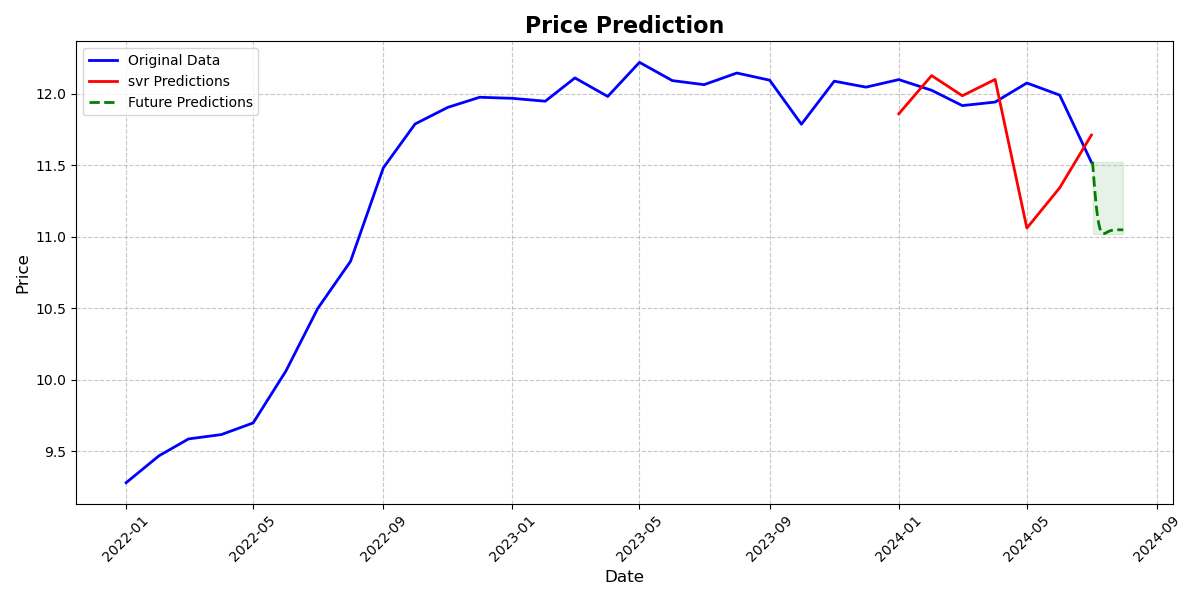 Price Prediction
Original Data
svr Predictions
Future Predictions
Price
12.0
11.5
11.0
10.5
10.0
9.5
2022-01
2022-05
2022-09
2023-01
2023-05
2023-09
2024-01
2024-05
2024-09
Date